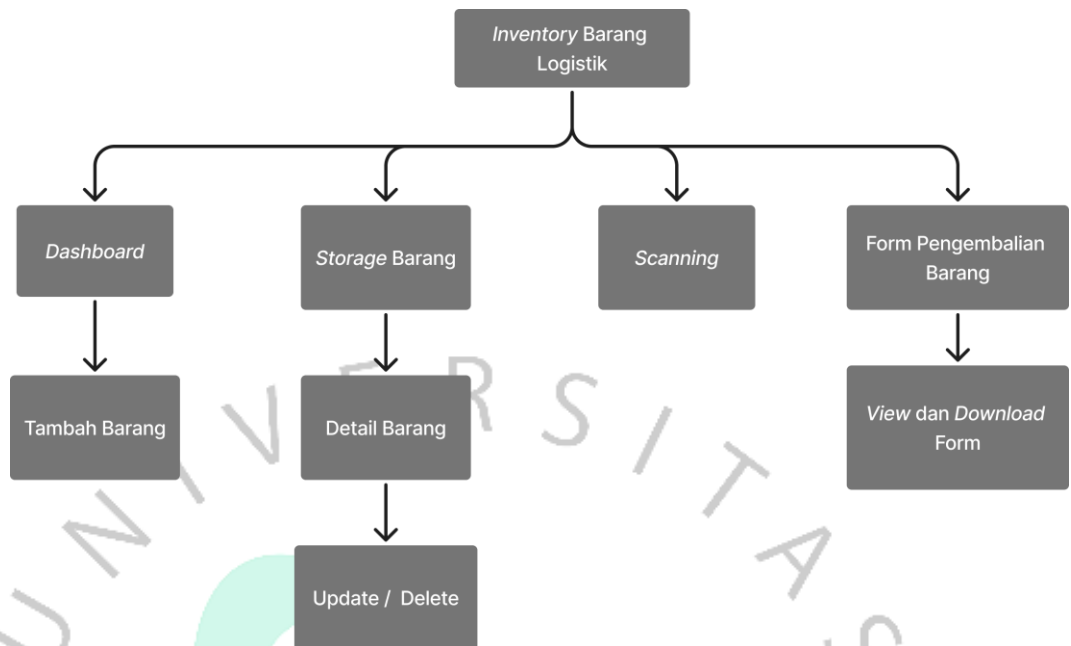 Inventory Barang
Logistik
Dashboard
Storage Barang
Scanning
Form Pengembalian
Barang
Tambah Barang
Detail Barang
View dan Download
Form
Update / Delete
UNIVERSITAS